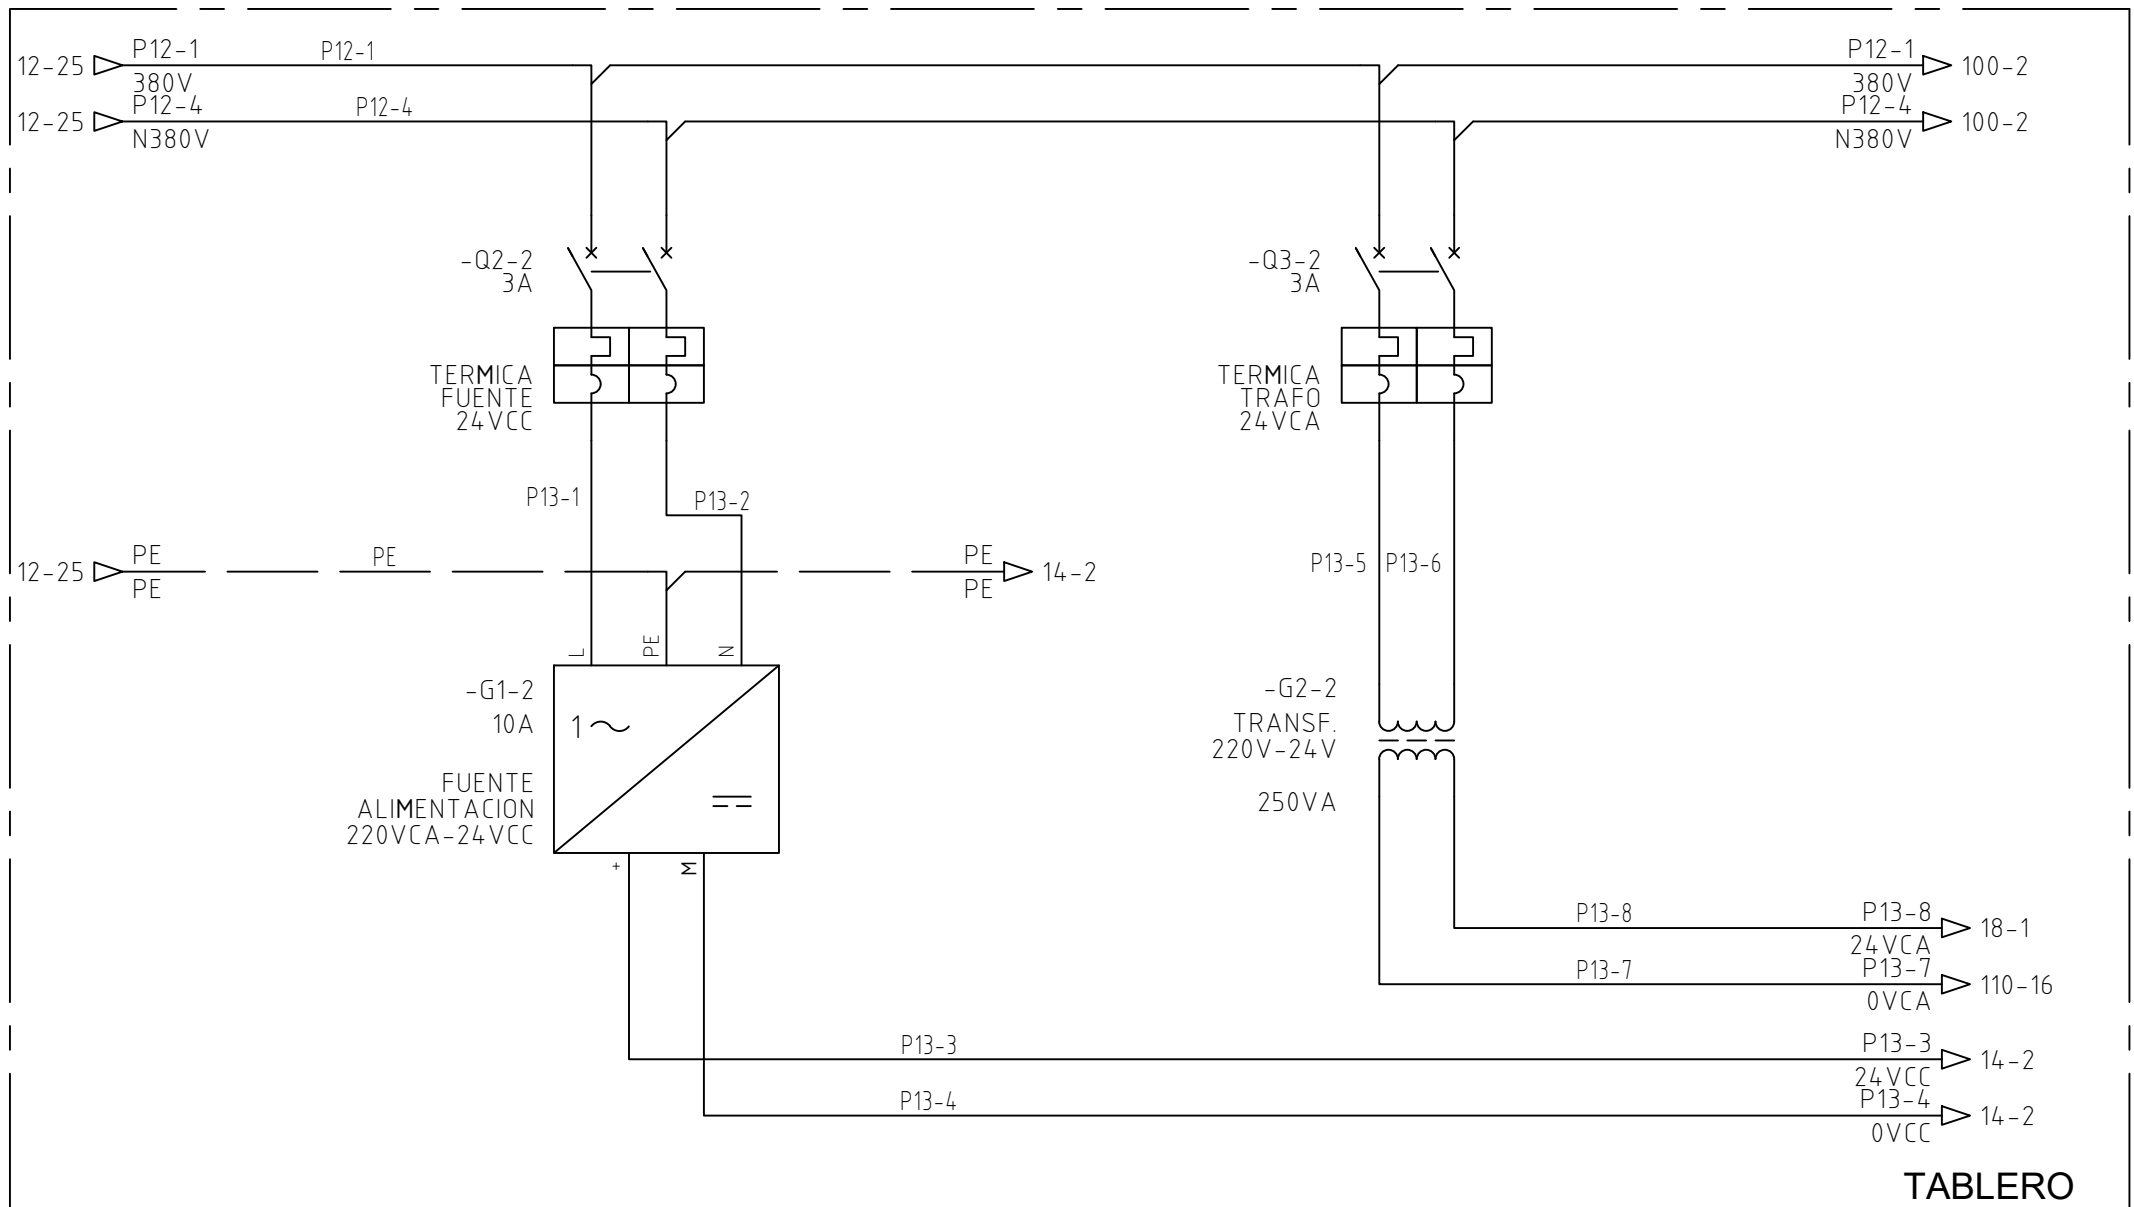 12-25
P12-1
380V
P12-1
P12-1
380V
100-2
12-25
P12-4
N380V
P12-4
P12-4
N380V
100-2
-Q2-2
3A
TERMICA
FUENTE
24VCC
-Q3-2
3A
TERMICA
TRAFO
24VCA
P13-1
P13-2
12-25
PE
PE
PE
PE
PE
14-2
P13-5
P13-6
L
PE
N
-G1-2
10A
1
FUENTE
ALIMENTACION
220VCA-24VCC
+
M
-G2-2
TRANSF.
220V-24V
250VA
P13-8
P13-8
24VCA
18-1
P13-7
P13-7
0VCA
110-16
P13-3
P13-3
24VCC
14-2
P13-4
P13-4
0VCC
14-2
TABLERO